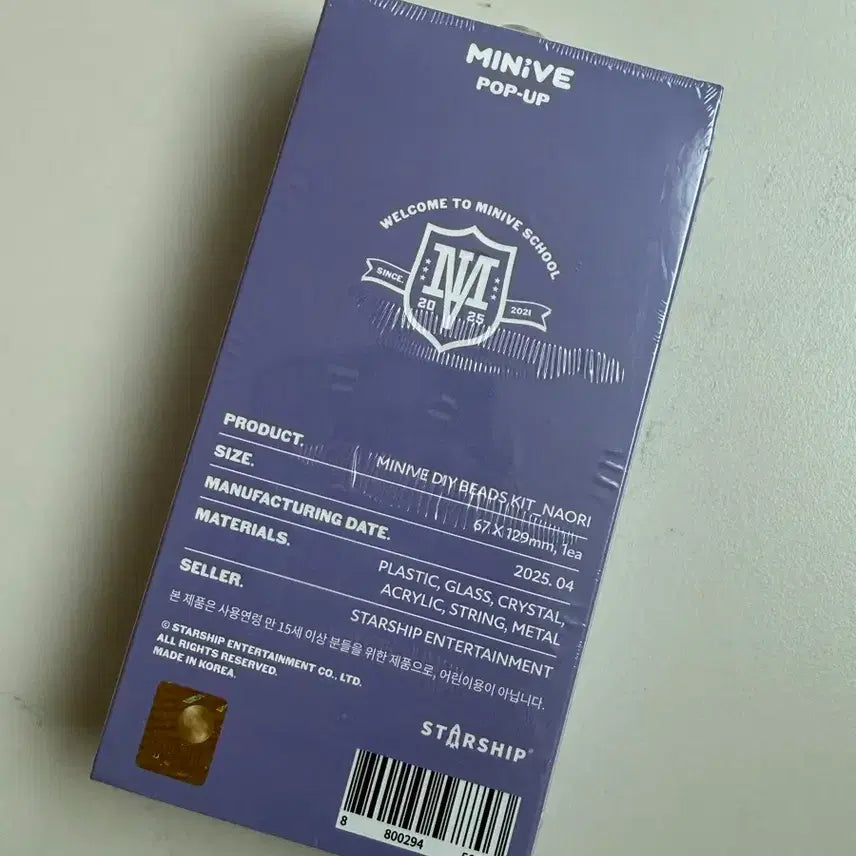 MINiVE
POP-UP
WELCOME TO MINIVE SCHOOL
SINCE.
2021
MV
20
25
PRODUCT.
MINIVE DIY BEADS KIT_NAORI
SIZE.
67 X 129mm, 1ea
MANUFACTURING DATE.
2025. 04
MATERIALS.
PLASTIC, GLASS, CRYSTAL,
ACRYLIC, STRING, METAL
SELLER.
STARSHIP ENTERTAINMENT
본 제품은 사용연령 만 15세 이상 분들을 위한 제품으로, 어린이용이 아닙니다.
© STARSHIP ENTERTAINMENT CO., LTD.
ALL RIGHTS RESERVED.
MADE IN KOREA.
STARSHIP
8 800294